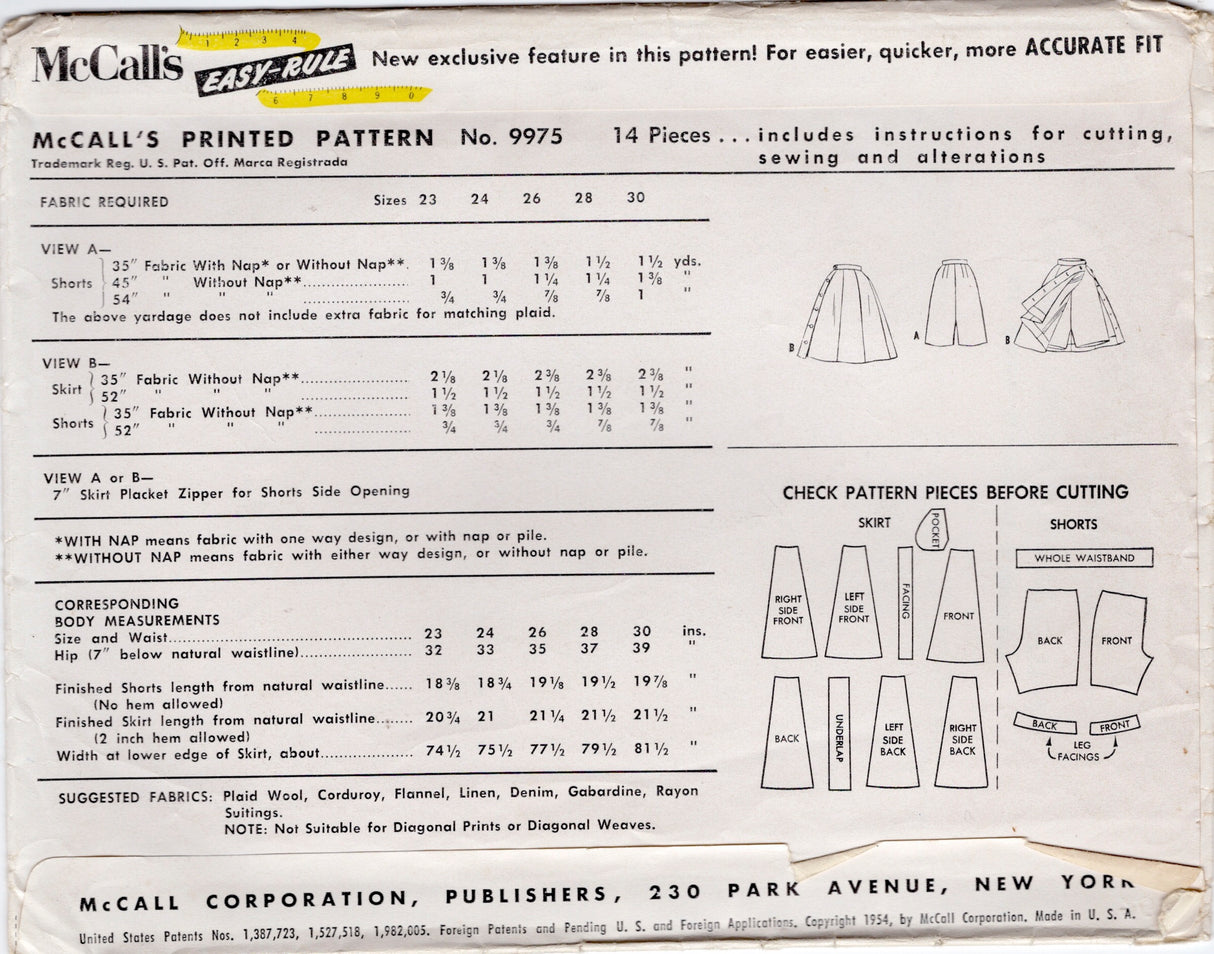 McCall's EASY-RULE New exclusive feature in this pattern! For easier, quicker, more ACCURATE FIT
1 2 3 4
6 7 8 9 0
McCALL'S PRINTED PATTERN No. 9975 14 Pieces ... includes instructions for cutting,
sewing and alterations
Trademark Reg. U. S. Pat. Off. Marca Registrada
FABRIC REQUIRED Sizes 23 24 26 28 30
VIEW A—
Shorts 35" Fabric With Nap* or Without Nap**. 1 3/8 1 3/8 1 3/8 1 1/2 1 1/2 yds.
45" " Without Nap**........................ 1 1 1 1/4 1 1/4 1 3/8 "
54" " " " ........................ 3/4 3/4 7/8 7/8 1 "
The above yardage does not include extra fabric for matching plaid.
VIEW B—
Skirt 35" Fabric Without Nap**........................ 2 1/8 2 1/8 2 3/8 2 3/8 2 3/8 "
52" " " " ........................ 1 1/2 1 1/2 1 1/2 1 1/2 1 1/2 "
Shorts 35" Fabric Without Nap**..................... 1 3/8 1 3/8 1 3/8 1 3/8 1 3/8 "
52" " " " ..................... 3/4 3/4 3/4 7/8 7/8 "
VIEW A or B—
7" Skirt Placket Zipper for Shorts Side Opening
*WITH NAP means fabric with one way design, or with nap or pile.
**WITHOUT NAP means fabric with either way design, or without nap or pile.
CORRESPONDING
BODY MEASUREMENTS
Size and Waist...................................................... 23 24 26 28 30 ins.
Hip (7" below natural waistline)........................ 32 33 35 37 39 "
Finished Shorts length from natural waistline...... 18 3/8 18 3/4 19 1/8 19 1/2 19 7/8 "
(No hem allowed)
Finished Skirt length from natural waistline........ 20 3/4 21 21 1/4 21 1/2 21 1/2 "
(2 inch hem allowed)
Width at lower edge of Skirt, about.................... 74 1/2 75 1/2 77 1/2 79 1/2 81 1/2 "
SUGGESTED FABRICS: Plaid Wool, Corduroy, Flannel, Linen, Denim, Gabardine, Rayon
Suitings.
NOTE: Not Suitable for Diagonal Prints or Diagonal Weaves.
B
A
B
CHECK PATTERN PIECES BEFORE CUTTING
SKIRT
POCKET
RIGHT
SIDE
FRONT
LEFT
SIDE
FRONT
FACING
FRONT
BACK
UNDERLAP
LEFT
SIDE
BACK
RIGHT
SIDE
BACK
SHORTS
WHOLE WAISTBAND
BACK
FRONT
BACK
FRONT
LEG
FACINGS
McCALL CORPORATION, PUBLISHERS, 230 PARK AVENUE, NEW YORK
United States Patents Nos. 1,387,723, 1,527,518, 1,982,005. Foreign Patents and Pending U. S. and Foreign Applications. Copyright 1954, by McCall Corporation. Made in U. S. A.